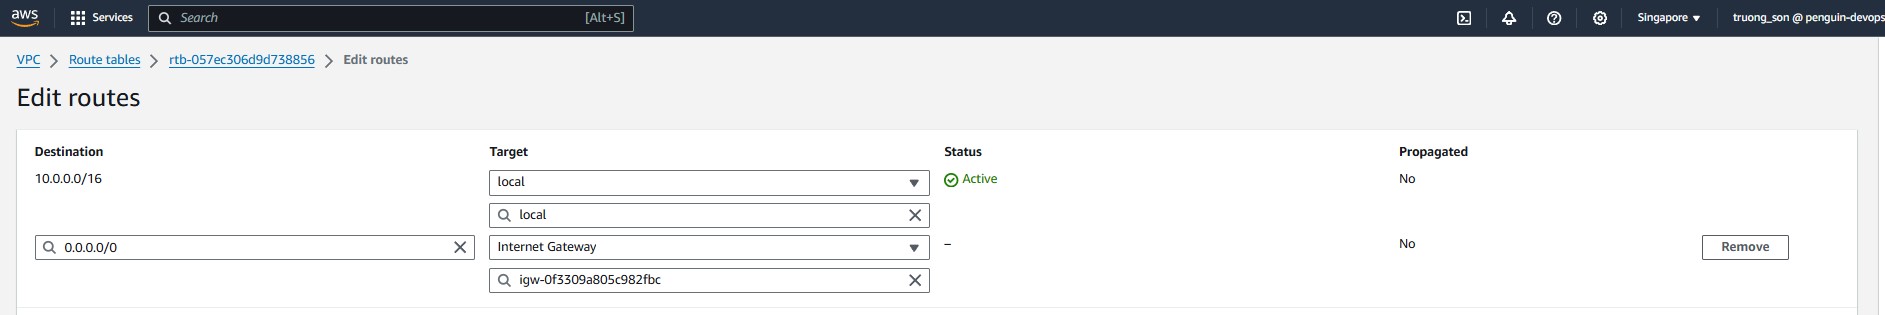 aws Services Search [Alt+S] Singapore truong_son @ penguin-devops
VPC > Route tables > rtb-057ec306d9d738856 > Edit routes
Edit routes
Destination Target Status Propagated
10.0.0.0/16 local Active No
local
0.0.0.0/0 Internet Gateway – No Remove
igw-0f3309a805c982fbc